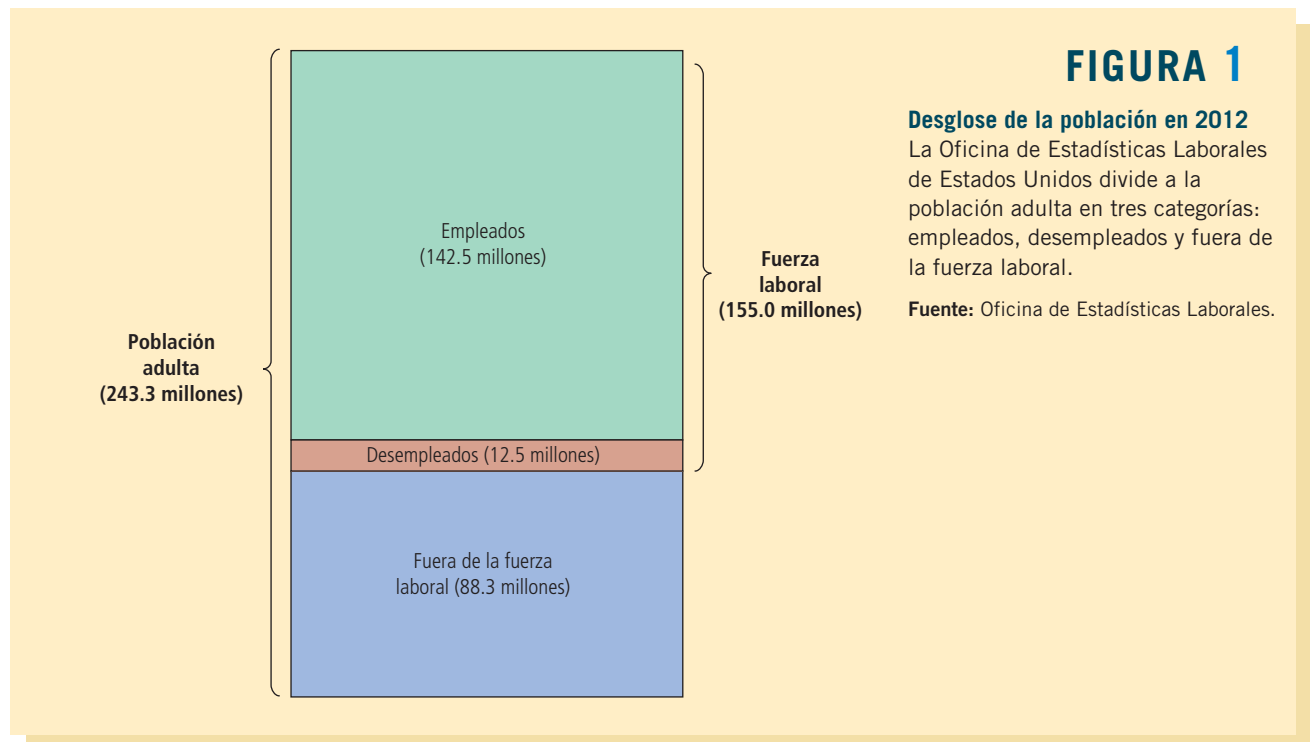 FIGURA 1
Desglose de la población en 2012
La Oficina de Estadísticas Laborales
de Estados Unidos divide a la
población adulta en tres categorías:
empleados, desempleados y fuera de
la fuerza laboral.
Fuente: Oficina de Estadísticas Laborales.
Población
adulta
(243.3 millones)
Empleados
(142.5 millones)
Desempleados (12.5 millones)
Fuera de la fuerza
laboral (88.3 millones)
Fuerza
laboral
(155.0 millones)